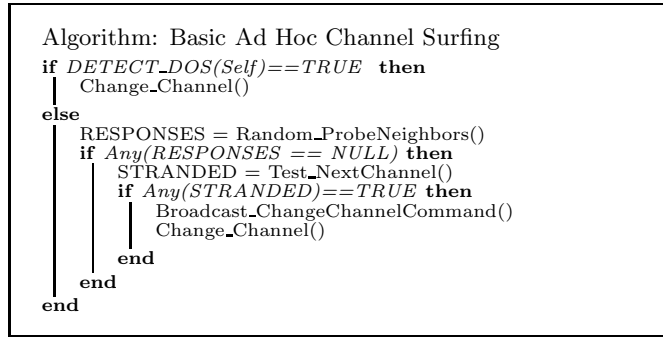 Algorithm: Basic Ad Hoc Channel Surfing
if DETECT_DOS(Self)==TRUE then
Change_Channel()
else
RESPONSES = Random_ProbeNeighbors()
if Any(RESPONSES == NULL) then
STRANDED = Test_NextChannel()
if Any(STRANDED)==TRUE then
Broadcast_ChangeChannelCommand()
Change_Channel()
end
end
end